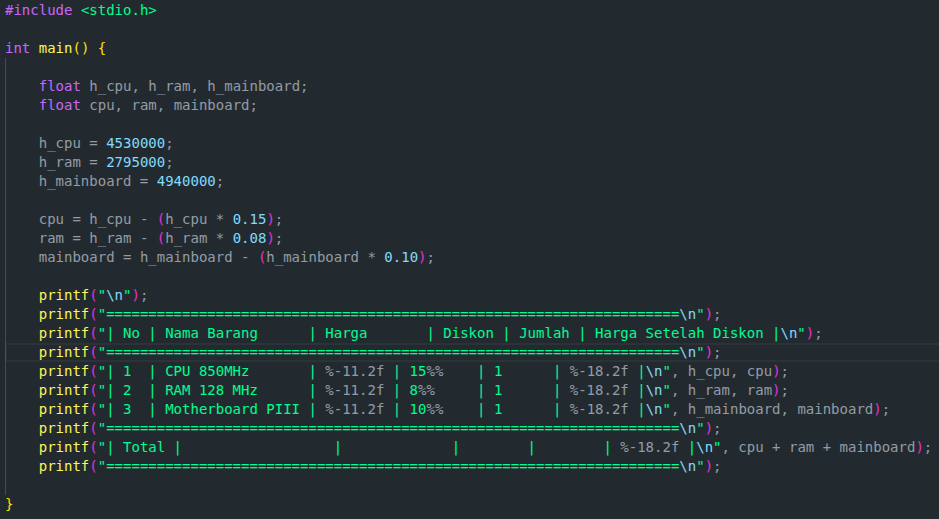 #include <stdio.h>
int main() {
    float h_cpu, h_ram, h_mainboard;
    float cpu, ram, mainboard;
    h_cpu = 4530000;
    h_ram = 2795000;
    h_mainboard = 4940000;
    cpu = h_cpu - (h_cpu * 0.15);
    ram = h_ram - (h_ram * 0.08);
    mainboard = h_mainboard - (h_mainboard * 0.10);
    printf("\n");
    printf("====================================================================\n");
    printf("| No | Nama Barang      | Harga       | Diskon | Jumlah | Harga Setelah Diskon |\n");
    printf("====================================================================\n");
    printf("| 1  | CPU 850MHz       | %-11.2f | 15%%    | 1      | %-18.2f |\n", h_cpu, cpu);
    printf("| 2  | RAM 128 MHz      | %-11.2f | 8%%     | 1      | %-18.2f |\n", h_ram, ram);
    printf("| 3  | Motherboard PIII | %-11.2f | 10%%    | 1      | %-18.2f |\n", h_mainboard, mainboard);
    printf("====================================================================\n");
    printf("| Total |                  |             |        |        | %-18.2f |\n", cpu + ram + mainboard);
    printf("====================================================================\n");
}